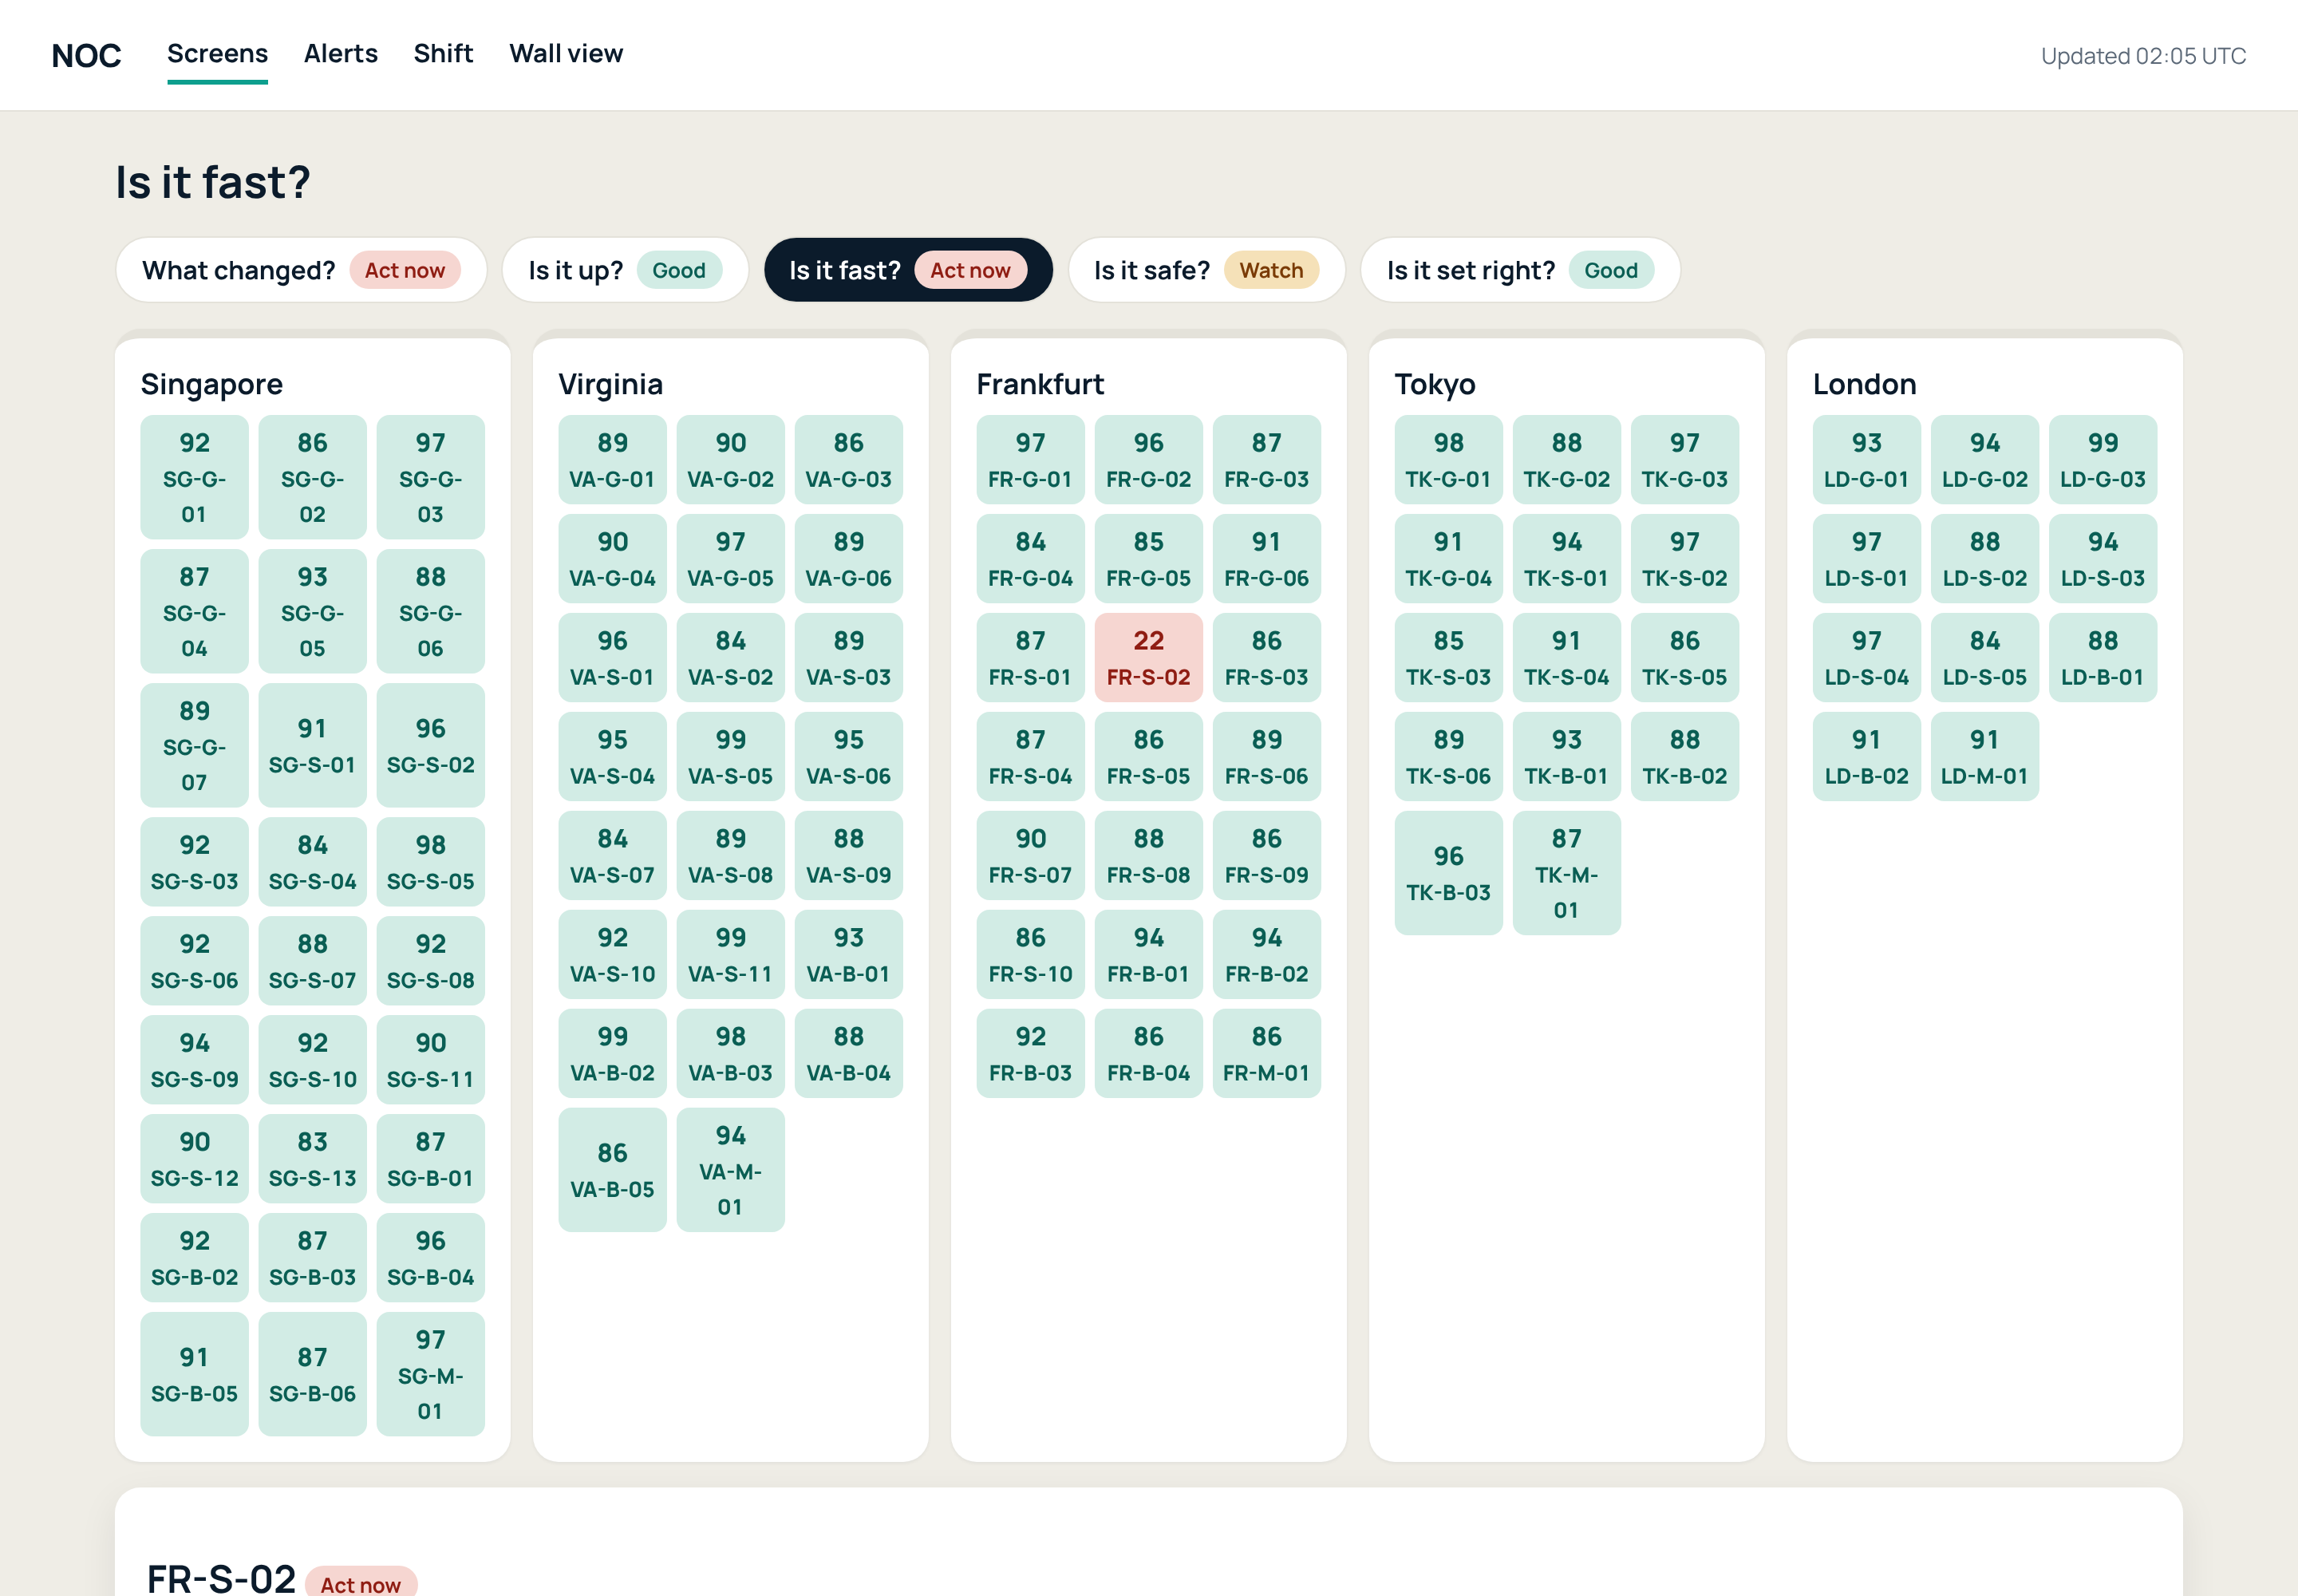 NOC Screens Alerts Shift Wall view Updated 02:05 UTC
Is it fast?
What changed? Act now Is it up? Good Is it fast? Act now Is it safe? Watch Is it set right? Good
Singapore
92 86 97
SG-G- SG-G- SG-G-
01 02 03
87 93 88
SG-G- SG-G- SG-G-
04 05 06
89 91 96
SG-G- SG-S-01 SG-S-02
07
92 84 98
SG-S-03 SG-S-04 SG-S-05
92 88 92
SG-S-06 SG-S-07 SG-S-08
94 92 90
SG-S-09 SG-S-10 SG-S-11
90 83 87
SG-S-12 SG-S-13 SG-B-01
92 87 96
SG-B-02 SG-B-03 SG-B-04
91 87 97
SG-B-05 SG-B-06 SG-M-
01
Virginia
89 90 86
VA-G-01 VA-G-02 VA-G-03
90 97 89
VA-G-04 VA-G-05 VA-G-06
96 84 89
VA-S-01 VA-S-02 VA-S-03
95 99 95
VA-S-04 VA-S-05 VA-S-06
84 89 88
VA-S-07 VA-S-08 VA-S-09
92 99 93
VA-S-10 VA-S-11 VA-B-01
99 98 88
VA-B-02 VA-B-03 VA-B-04
86 94
VA-B-05 VA-M-
01
Frankfurt
97 96 87
FR-G-01 FR-G-02 FR-G-03
84 85 91
FR-G-04 FR-G-05 FR-G-06
87 22 86
FR-S-01 FR-S-02 FR-S-03
87 86 89
FR-S-04 FR-S-05 FR-S-06
90 88 86
FR-S-07 FR-S-08 FR-S-09
86 94 94
FR-S-10 FR-B-01 FR-B-02
92 86 86
FR-B-03 FR-B-04 FR-M-01
Tokyo
98 88 97
TK-G-01 TK-G-02 TK-G-03
91 94 97
TK-G-04 TK-S-01 TK-S-02
85 91 86
TK-S-03 TK-S-04 TK-S-05
89 93 88
TK-S-06 TK-B-01 TK-B-02
96 87
TK-B-03 TK-M-
01
London
93 94 99
LD-G-01 LD-G-02 LD-G-03
97 88 94
LD-S-01 LD-S-02 LD-S-03
97 84 88
LD-S-04 LD-S-05 LD-B-01
91 91
LD-B-02 LD-M-01
FR-S-02 Act now